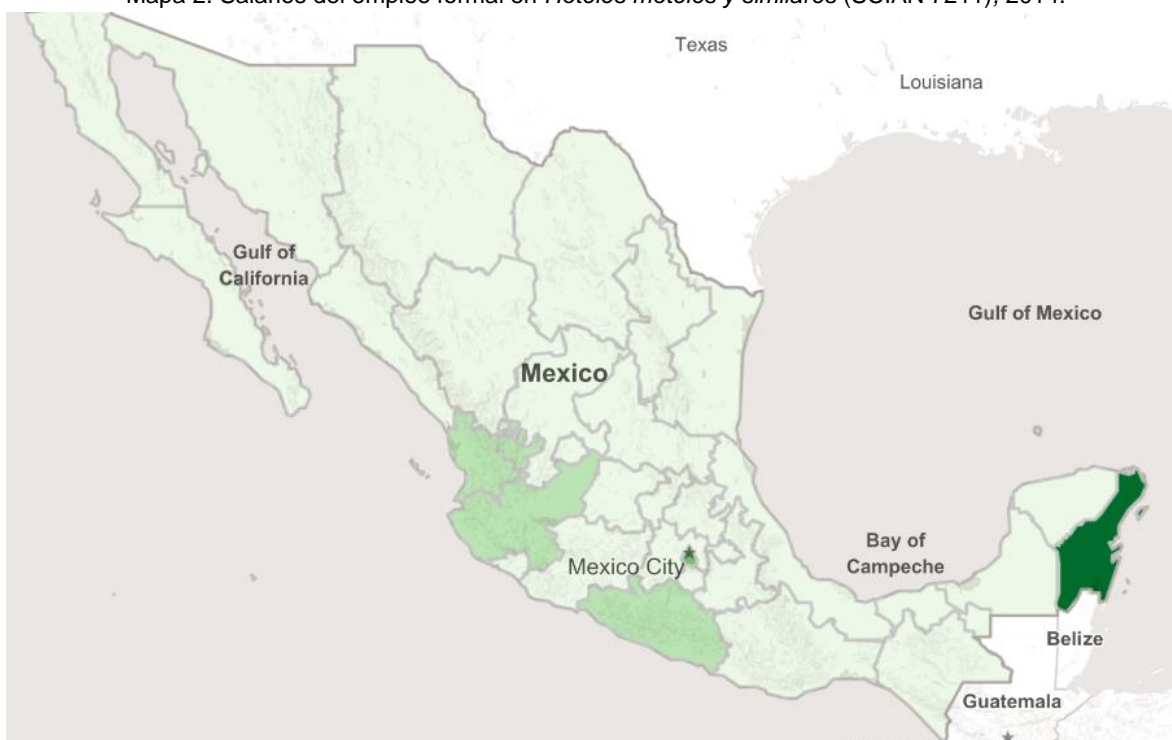 Mapa 2. Salarios del empleo formal en Hoteles moteles y similares (SCIAN 7211), 2014.
Texas
Louisiana
Gulf of
California
Gulf of Mexico
Mexico
Bay of
Campeche
Mexico City
Belize
Guatemala